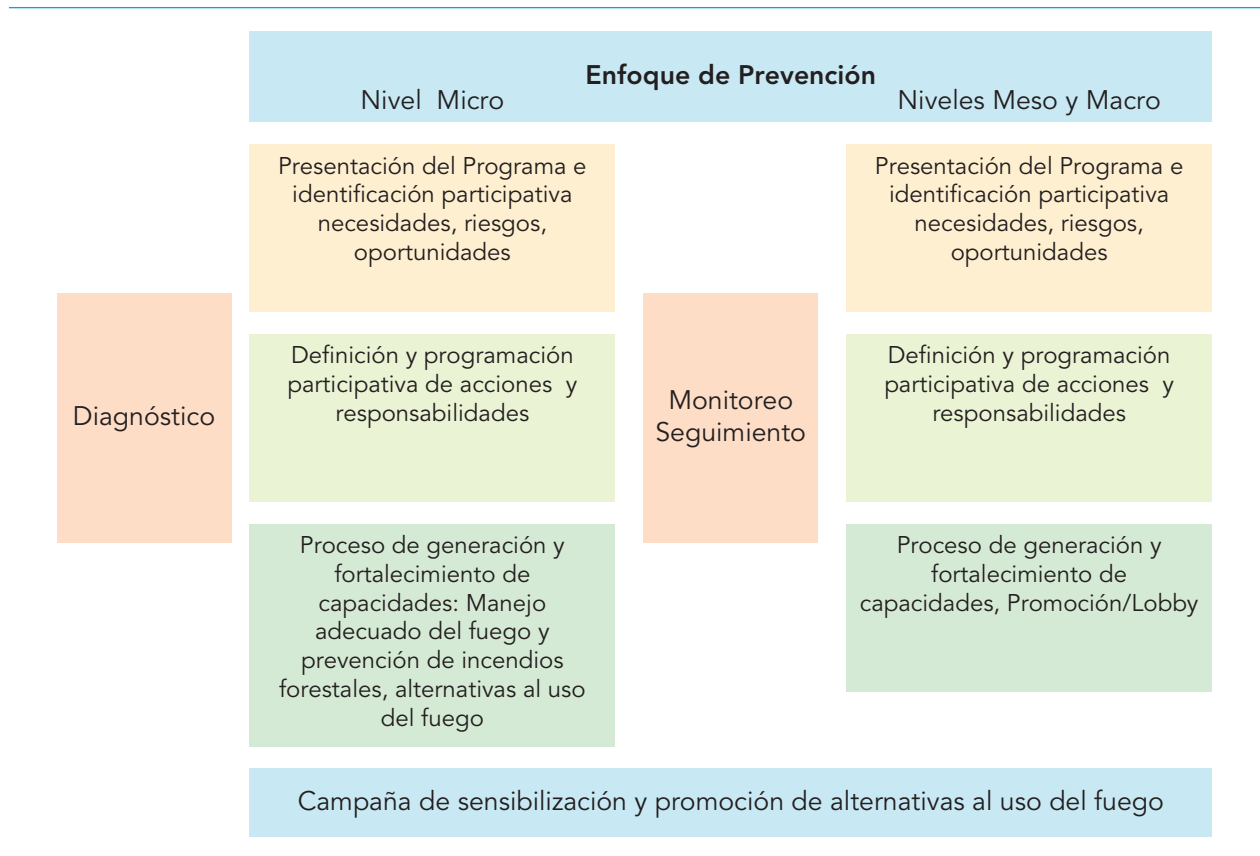 Enfoque de Prevención
Nivel Micro
Niveles Meso y Macro
Presentación del Programa e
identificación participativa
necesidades, riesgos,
oportunidades
Presentación del Programa e
identificación participativa
necesidades, riesgos,
oportunidades
Diagnóstico
Definición y programación
participativa de acciones y
responsabilidades
Monitoreo
Seguimiento
Definición y programación
participativa de acciones y
responsabilidades
Proceso de generación y
fortalecimiento de
capacidades: Manejo
adecuado del fuego y
prevención de incendios
forestales, alternativas al uso
del fuego
Proceso de generación y
fortalecimiento de
capacidades, Promoción/Lobby
Campaña de sensibilización y promoción de alternativas al uso del fuego